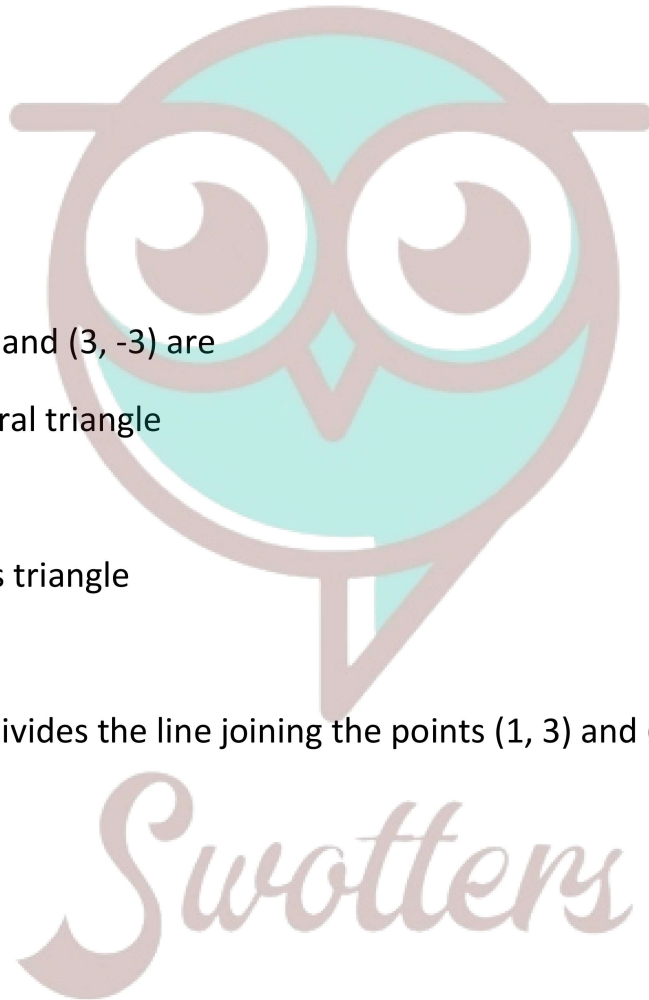 and (3, -3) are
ral triangle
s triangle
ivides the line joining the points (1, 3) and (
Swotters